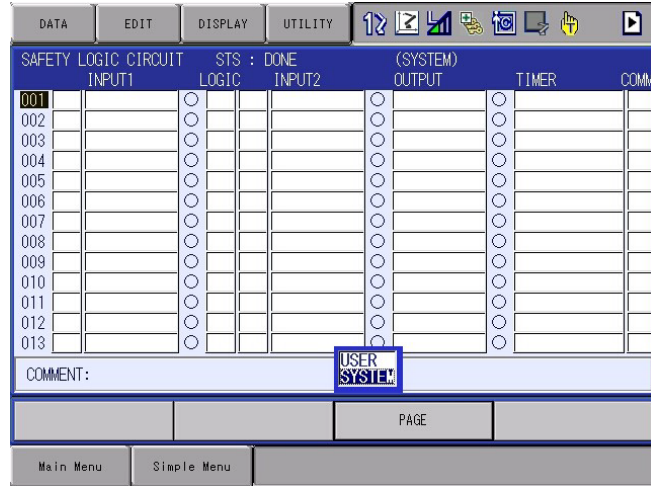 DATA EDIT DISPLAY UTILITY
SAFETY LOGIC CIRCUIT STS : DONE (SYSTEM)
INPUT1 LOGIC INPUT2 OUTPUT TIMER COMM
001
002
003
004
005
006
007
008
009
010
011
012
013
USER
SYSTEM
COMMENT:
PAGE
Main Menu Simple Menu